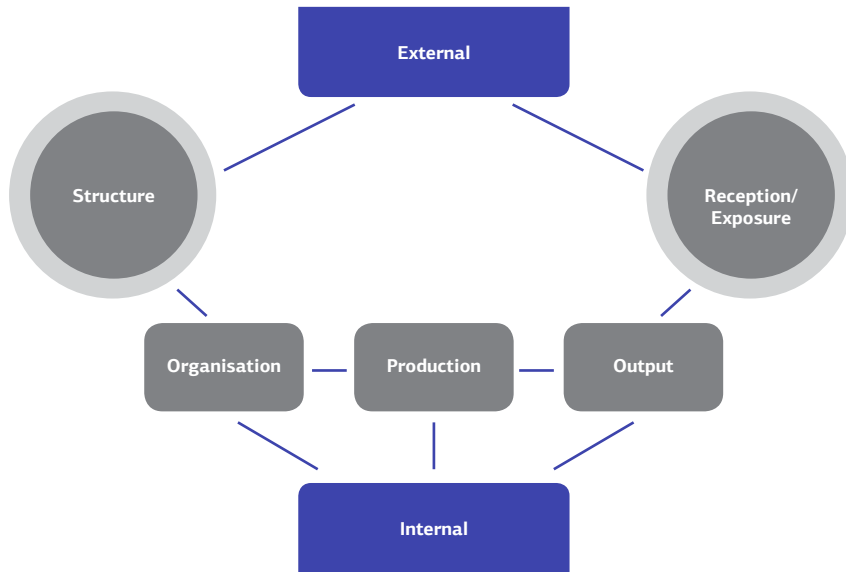 External
Structure
Reception/
Exposure
Organisation
Production
Output
Internal